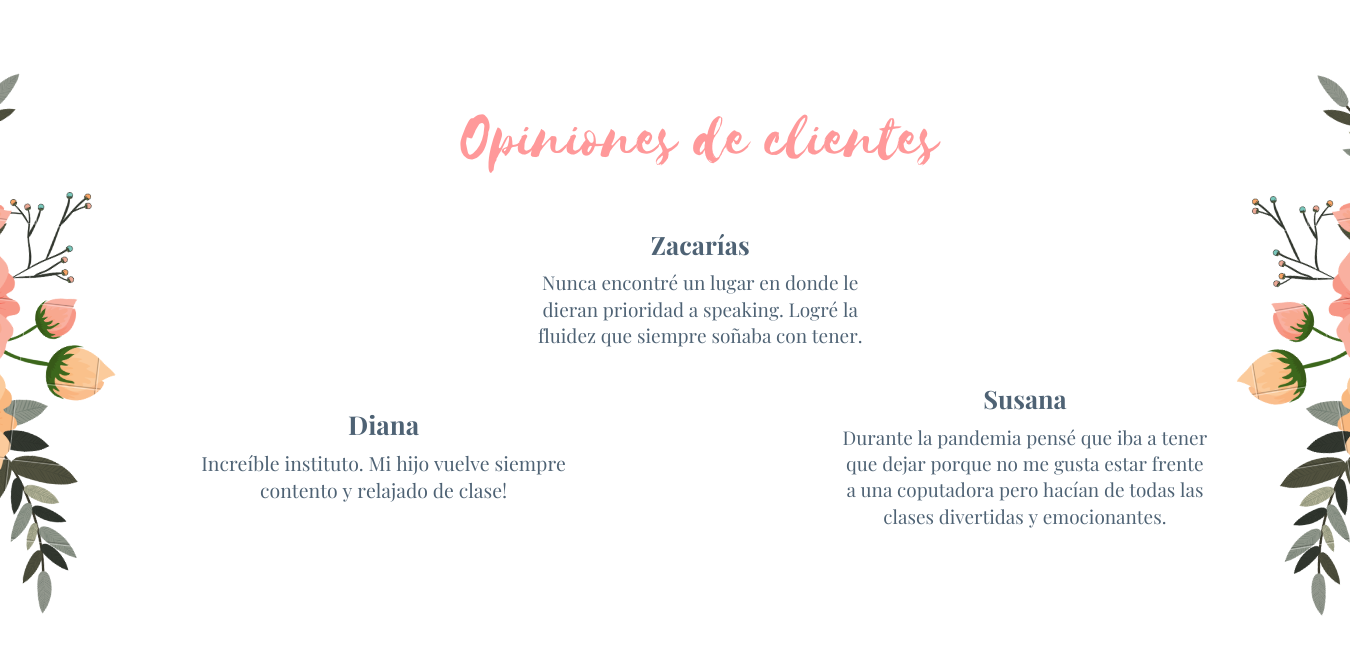 Opiniones de clientes
Zacarías
Nunca encontré un lugar en donde le
dieran prioridad a speaking. Logré la
fluidez que siempre soñaba con tener.
Diana
Increíble instituto. Mi hijo vuelve siempre
contento y relajado de clase!
Susana
Durante la pandemia pensé que iba a tener
que dejar porque no me gusta estar frente
a una coputadora pero hacían de todas las
clases divertidas y emocionantes.